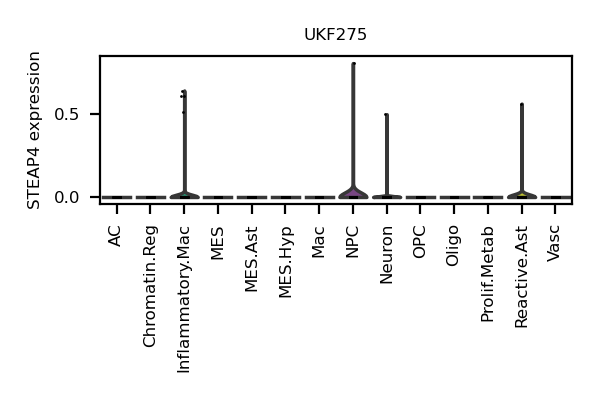 UKF275
STEAP4 expression
0.5
0.0
AC
Chromatin.Reg
Inflammatory.Mac
MES
MES.Ast
MES.Hyp
Mac
NPC
Neuron
OPC
Oligo
Prolif.Metab
Reactive.Ast
Vasc